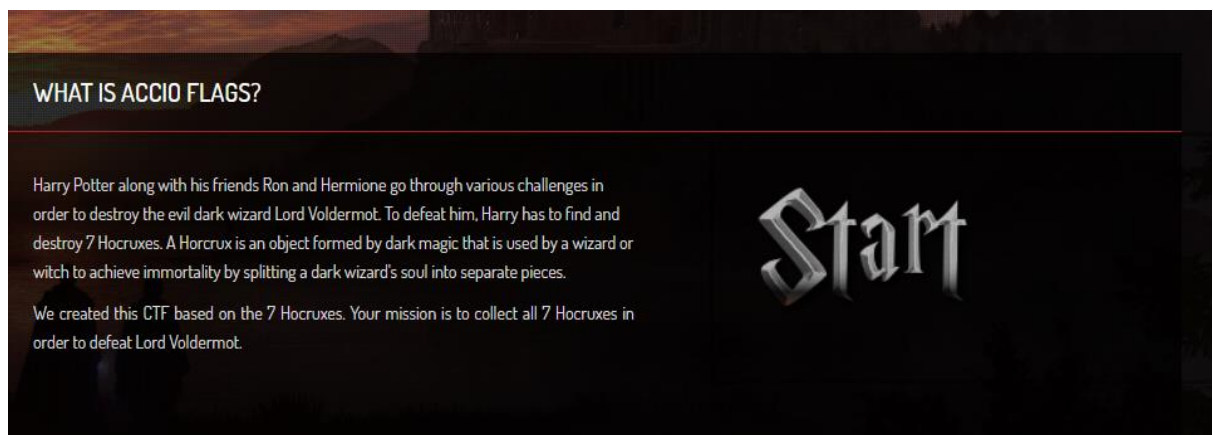 WHAT IS ACCIO FLAGS?
Harry Potter along with his friends Ron and Hermione go through various challenges in
order to destroy the evil dark wizard Lord Voldermot. To defeat him, Harry has to find and
destroy 7 Hocruxes. A Horcrux is an object formed by dark magic that is used by a wizard or
witch to achieve immortality by splitting a dark wizard's soul into separate pieces.
We created this CTF based on the 7 Hocruxes. Your mission is to collect all 7 Hocruxes in
order to defeat Lord Voldermot.
Start